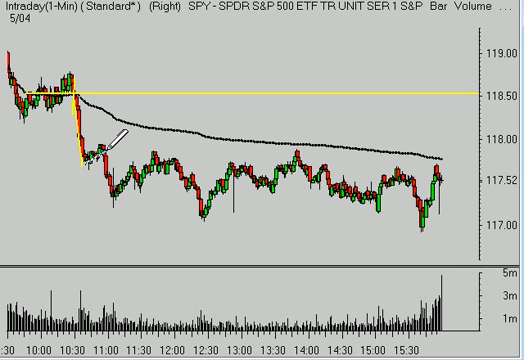 Intraday(1-Min) ( Standard* ) (Right) SPY - SPDR S&P 500 ETF TR UNIT SER 1 S&P Bar Volume ...
5/04
119.00
118.50
118.00
117.52
117.00
5m
3m
1m
:30 10:00 10:30 11:00 11:30 12:00 12:30 13:00 13:30 14:00 14:30 15:00 15:30